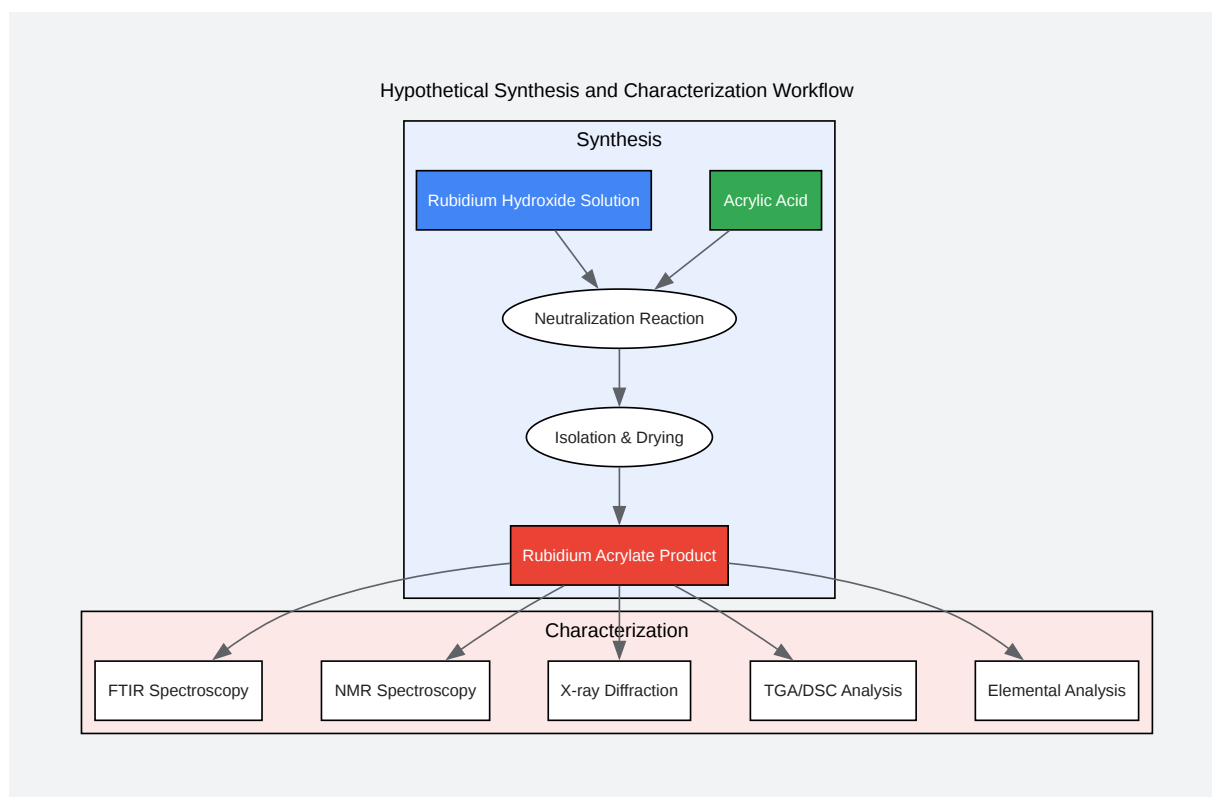 Hypothetical Synthesis and Characterization Workflow
Synthesis
Rubidium Hydroxide Solution
Acrylic Acid
Neutralization Reaction
Isolation & Drying
Rubidium Acrylate Product
Characterization
FTIR Spectroscopy
NMR Spectroscopy
X-ray Diffraction
TGA/DSC Analysis
Elemental Analysis